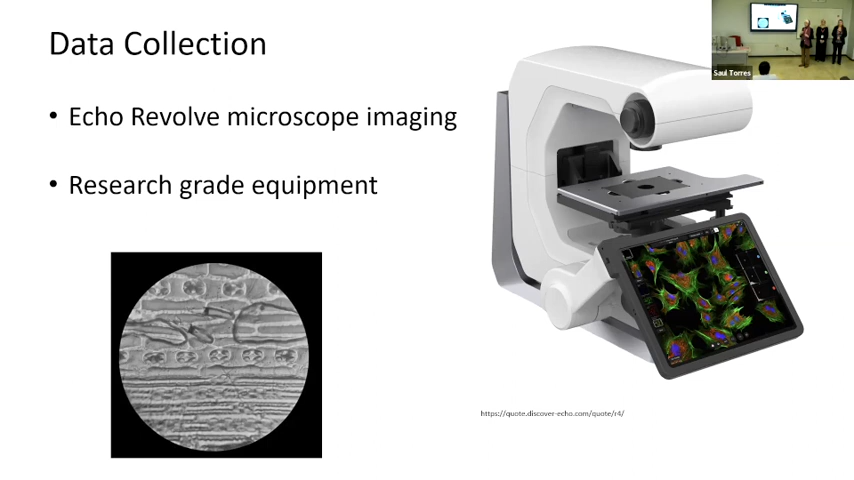 Data Collection
• Echo Revolve microscope imaging
• Research grade equipment
Saul Torres
https://quote.discover-echo.com/quote/r4/